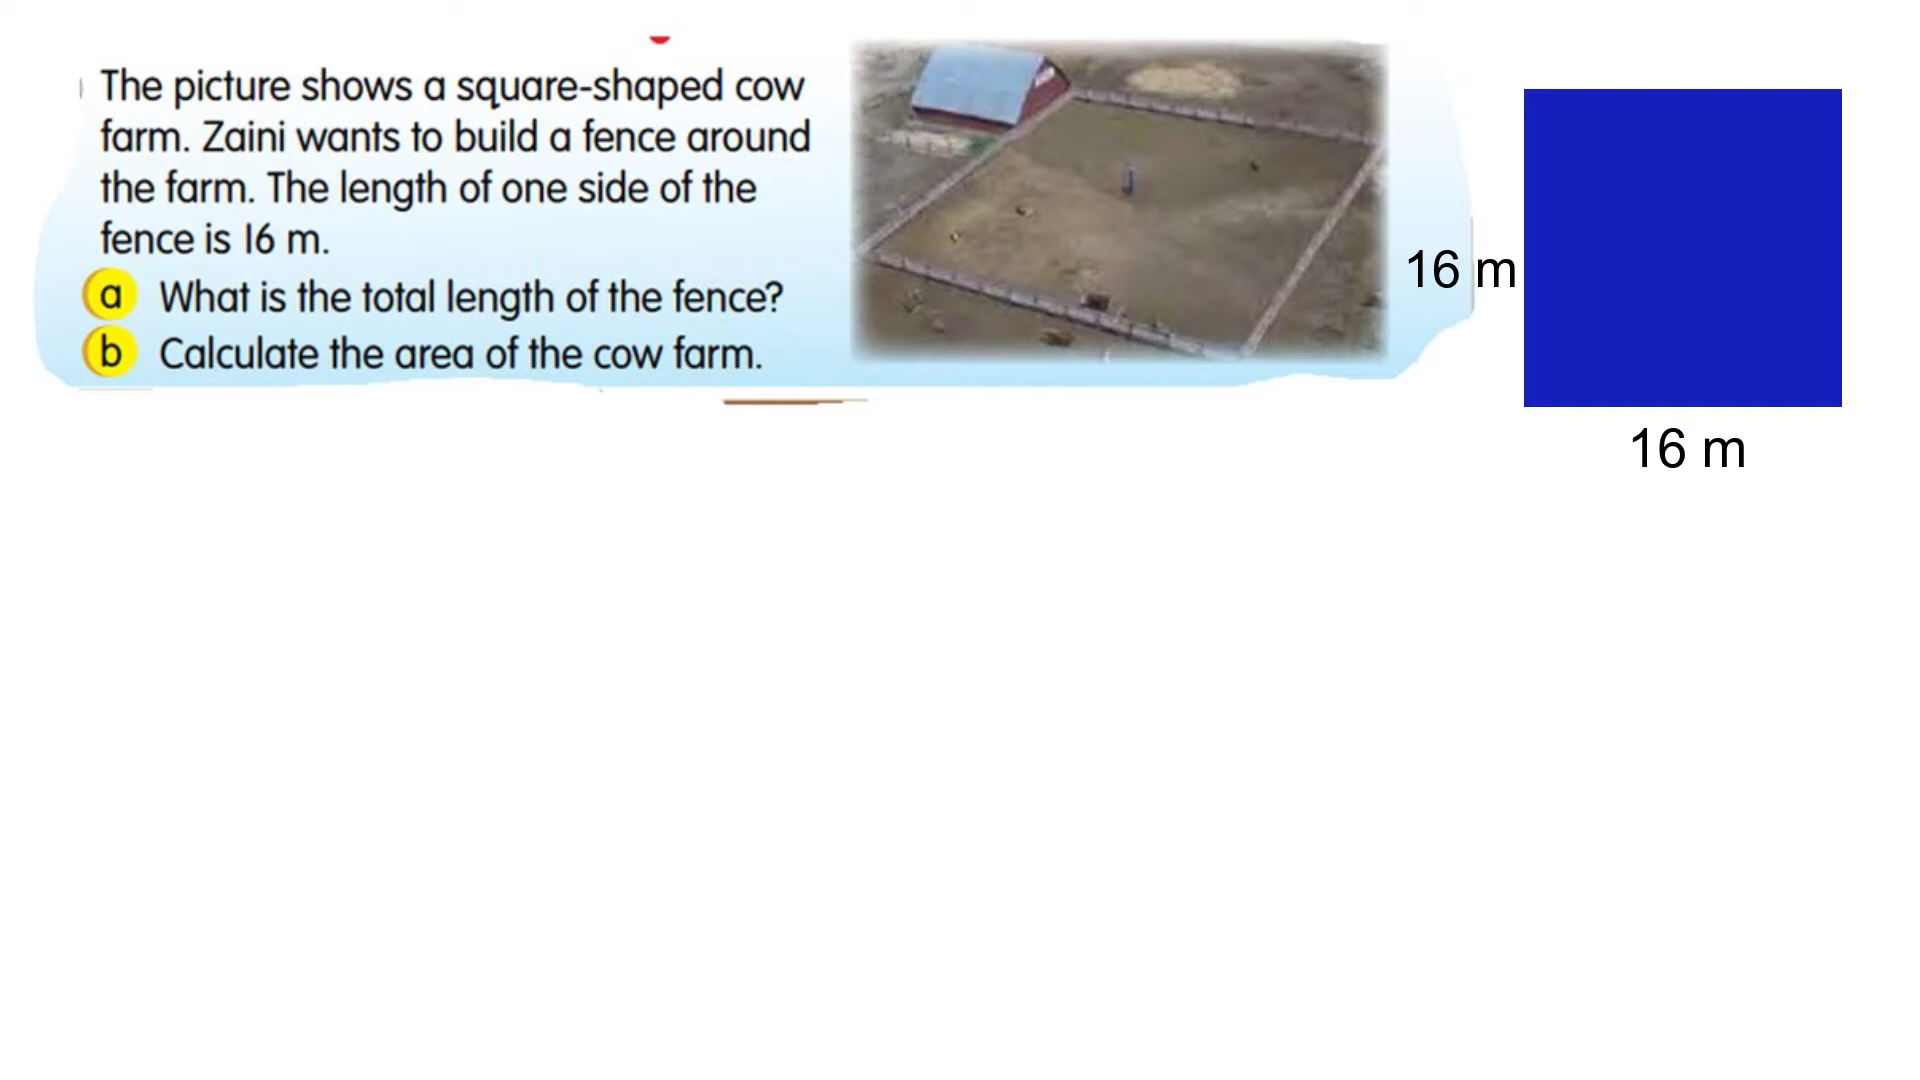 The picture shows a square-shaped cow
farm. Zaini wants to build a fence around
the farm. The length of one side of the
fence is 16 m.
a What is the total length of the fence?
b Calculate the area of the cow farm.
16 m
16 m